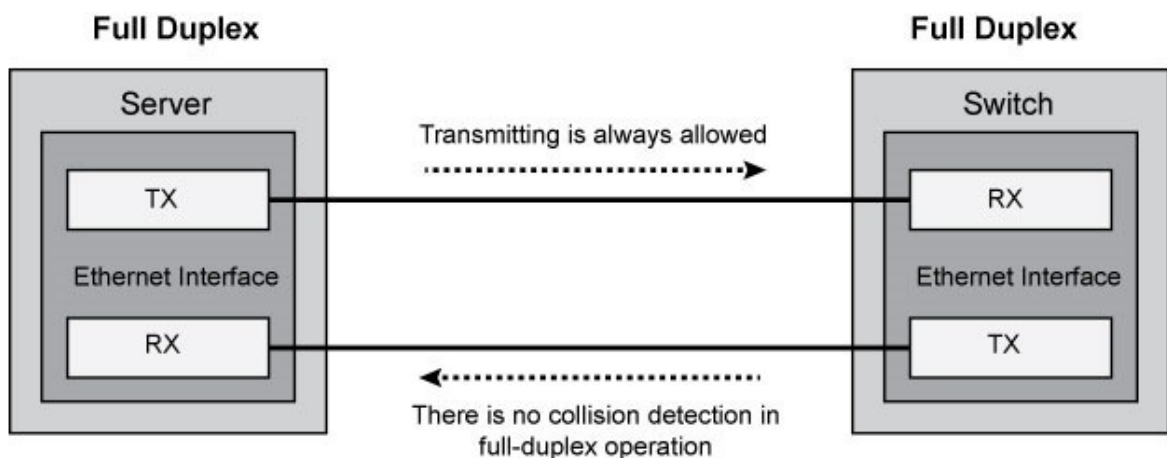 Full Duplex
Full Duplex
Server
Switch
Transmitting is always allowed
TX
RX
Ethernet Interface
Ethernet Interface
RX
TX
There is no collision detection in
full-duplex operation